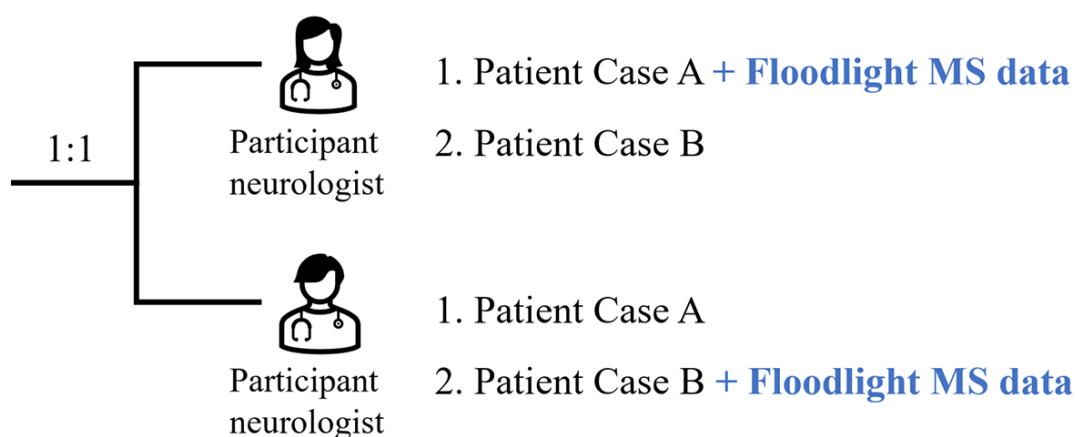 1:1
Participant
neurologist
1. Patient Case A + Floodlight MS data
2. Patient Case B
Participant
neurologist
1. Patient Case A
2. Patient Case B + Floodlight MS data